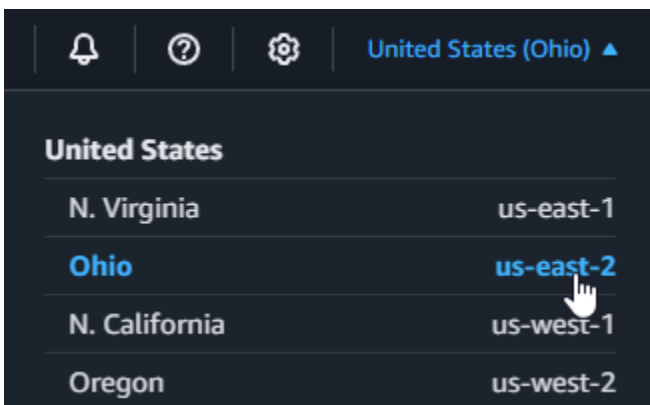 United States (Ohio) ▲
United States
N. Virginia us-east-1
Ohio us-east-2
N. California us-west-1
Oregon us-west-2